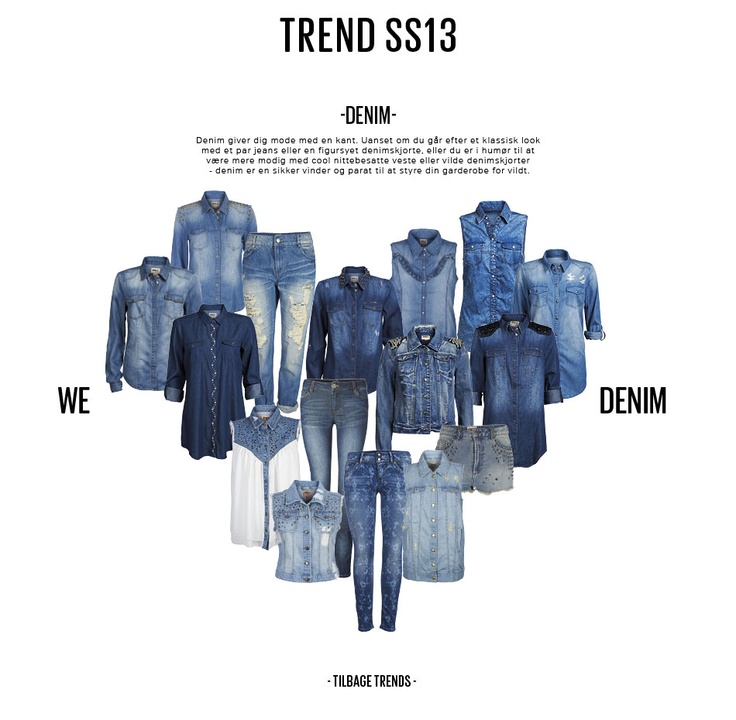 TREND SS13
-DENIM-
Denim giver dig mode med en kant. Uanset om du går efter et klassisk look
med et par jeans eller en figursyet denimskjorte, eller du er i humør til at
være mere modig med cool nittebesatte veste eller vilde denimskjorter
- denim er en sikker vinder og parat til at styre din garderobe for vildt.
WE
DENIM
- TILBAGE TRENDS -